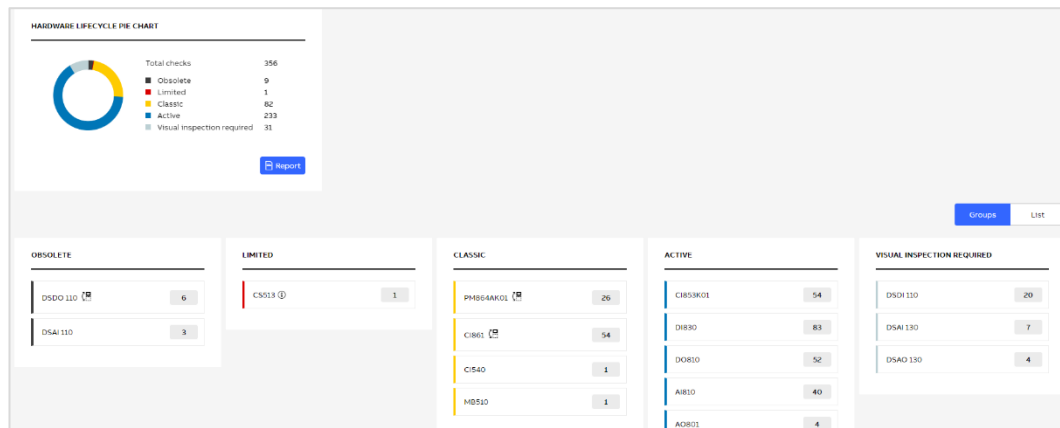 HARDWARE LIFECYCLE PIE CHART
Total checks 356
Obsolete 9
Limited 1
Classic 82
Active 233
Visual inspection required 31
Report
Groups List
OBSOLETE
DSDO 110 6
DSAI 110 3
LIMITED
CS513 1
CLASSIC
PM864AK01 26
CI861 54
CI540 1
MB510 1
ACTIVE
CI853K01 54
DI830 83
DO810 52
AI810 40
AO801 4
VISUAL INSPECTION REQUIRED
DSDI 110 20
DSAI 130 7
DSAO 130 4